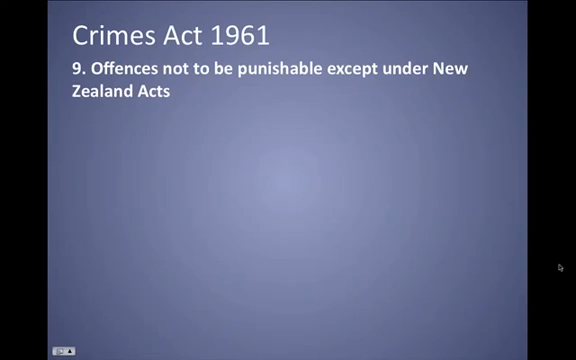 Crimes Act 1961
9. Offences not to be punishable except under New
Zealand Acts